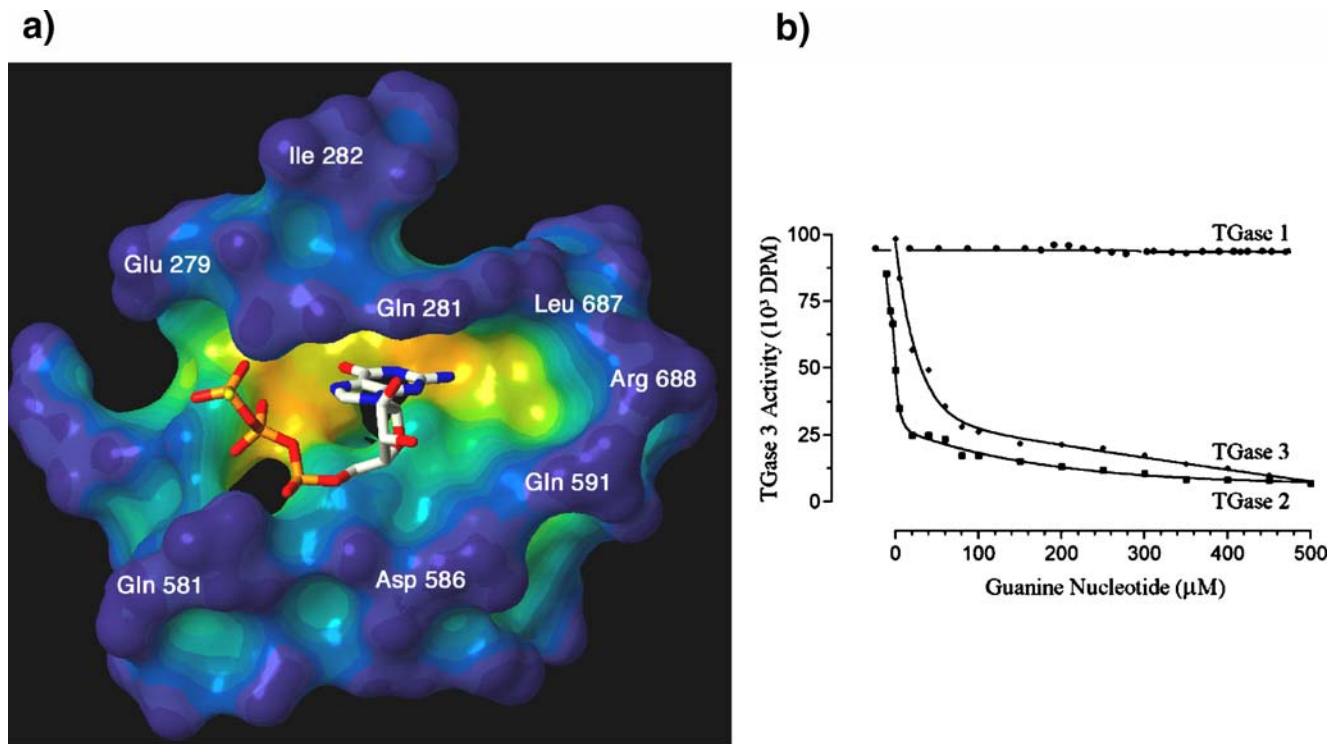 a)
Ile 282
Glu 279
Gln 281
Leu 687
Arg 688
Gln 591
Gln 581
Asp 586
b)
TGase 3 Activity (10³ DPM)
100
75
50
25
0
TGase 1
TGase 3
TGase 2
0 100 200 300 400 500
Guanine Nucleotide (µM)